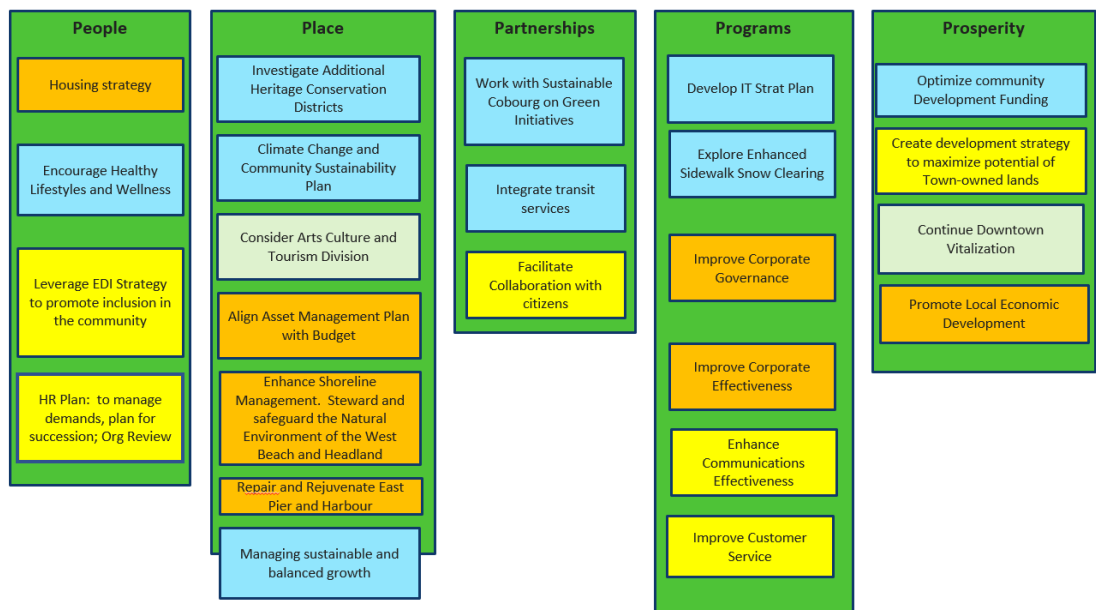 People
Housing strategy
Encourage Healthy
Lifestyles and Wellness
Leverage EDI Strategy
to promote inclusion in
the community
HR Plan: to manage
demands, plan for
succession; Org Review
Place
Investigate Additional
Heritage Conservation
Districts
Climate Change and
Community Sustainability
Plan
Consider Arts Culture and
Tourism Division
Align Asset Management Plan
with Budget
Enhance Shoreline
Management. Steward and
safeguard the Natural
Environment of the West
Beach and Headland
Repair and Rejuvenate East
Pier and Harbour
Managing sustainable and
balanced growth
Partnerships
Work with Sustainable
Cobourg on Green
Initiatives
Integrate transit
services
Facilitate
Collaboration with
citizens
Programs
Develop IT Strat Plan
Explore Enhanced
Sidewalk Snow Clearing
Improve Corporate
Governance
Improve Corporate
Effectiveness
Enhance
Communications
Effectiveness
Improve Customer
Service
Prosperity
Optimize community
Development Funding
Create development strategy
to maximize potential of
Town-owned lands
Continue Downtown
Vitalization
Promote Local Economic
Development